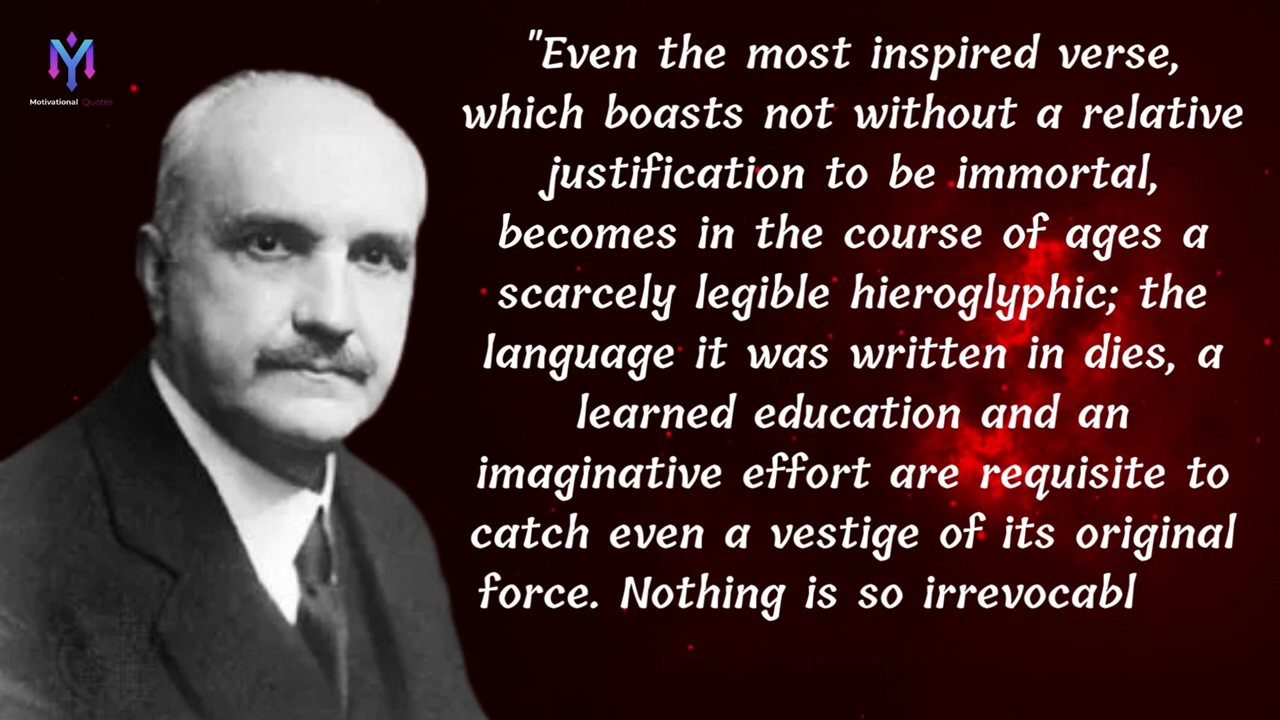 Motivational Quotes
"Even the most inspired verse,
which boasts not without a relative
justification to be immortal,
becomes in the course of ages a
scarcely legible hieroglyphic; the
language it was written in dies, a
learned education and an
imaginative effort are requisite to
catch even a vestige of its original
force. Nothing is so irrevocabl